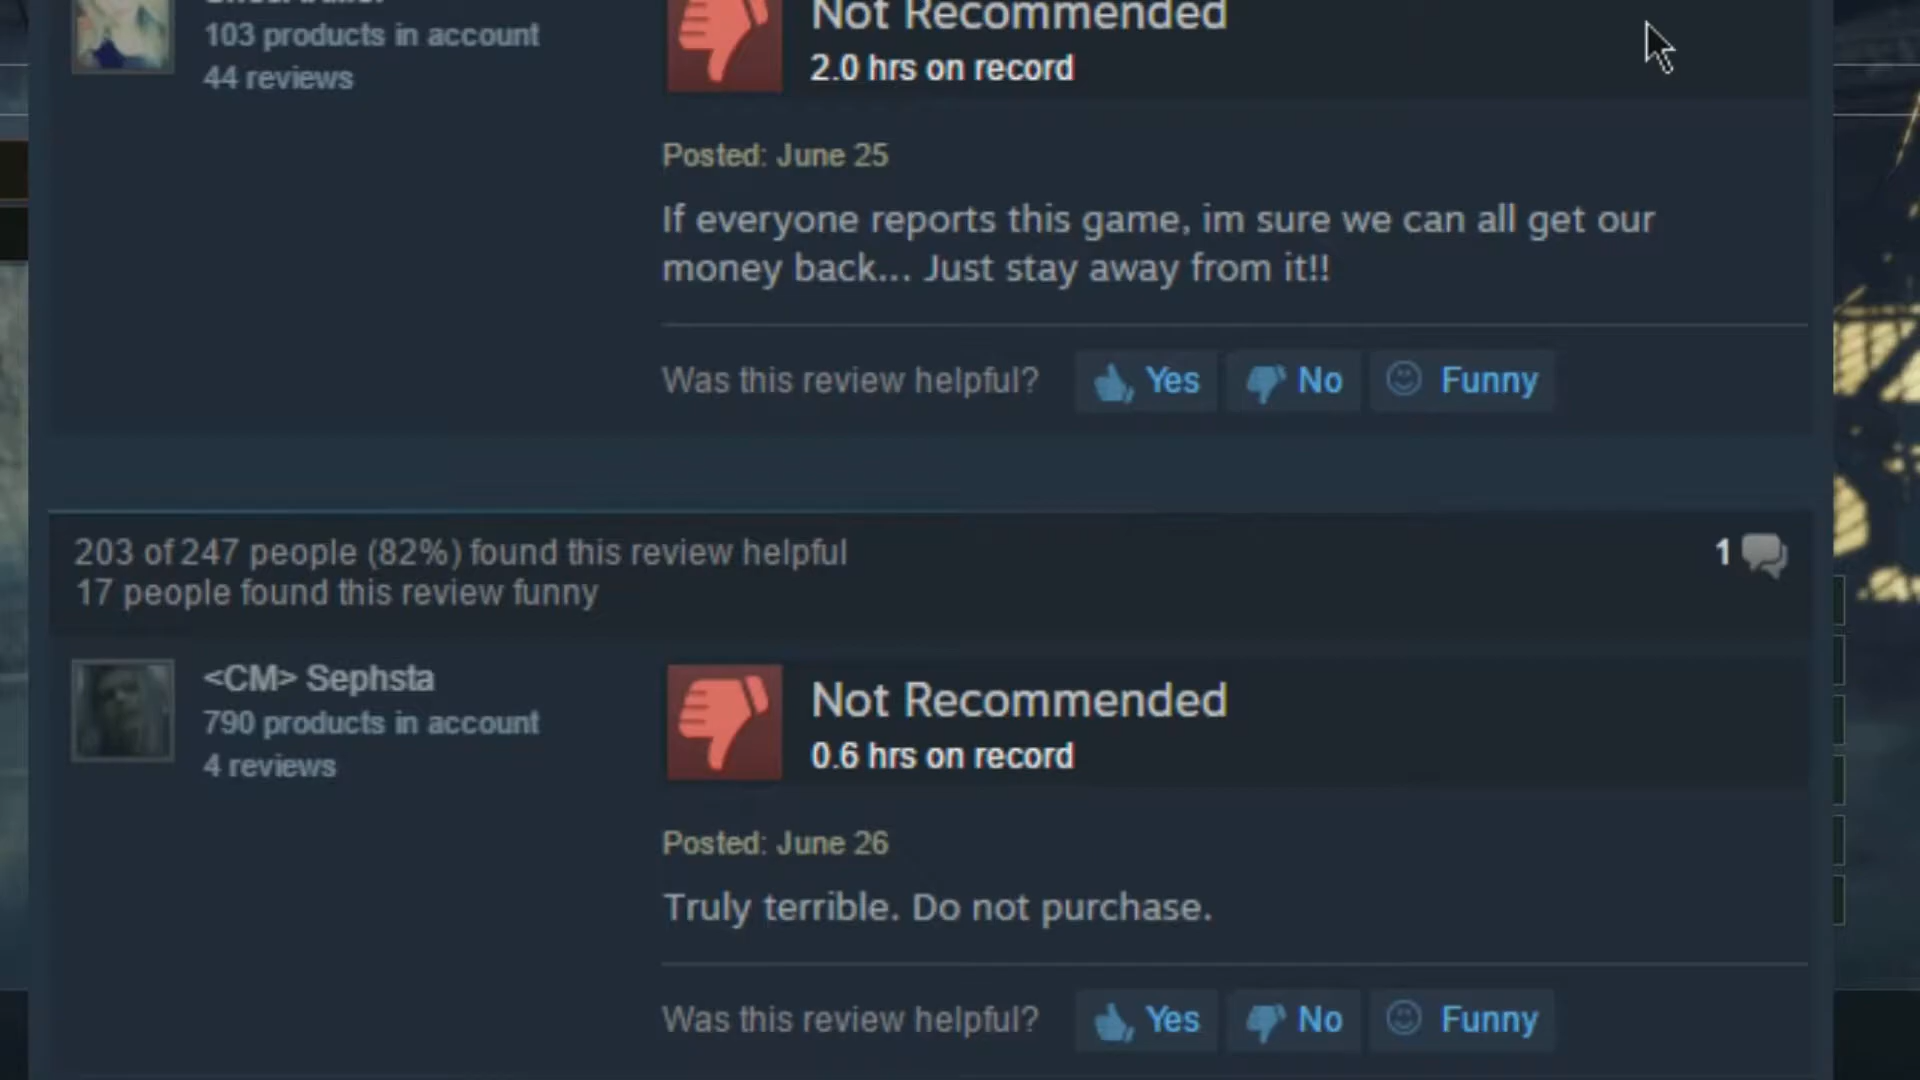 103 products in account
44 reviews
Not Recommended
2.0 hrs on record
Posted: June 25
If everyone reports this game, im sure we can all get our
money back... Just stay away from it!!
Was this review helpful? Yes No Funny
203 of 247 people (82%) found this review helpful
17 people found this review funny
1
<CM> Sephsta
790 products in account
4 reviews
Not Recommended
0.6 hrs on record
Posted: June 26
Truly terrible. Do not purchase.
Was this review helpful? Yes No Funny